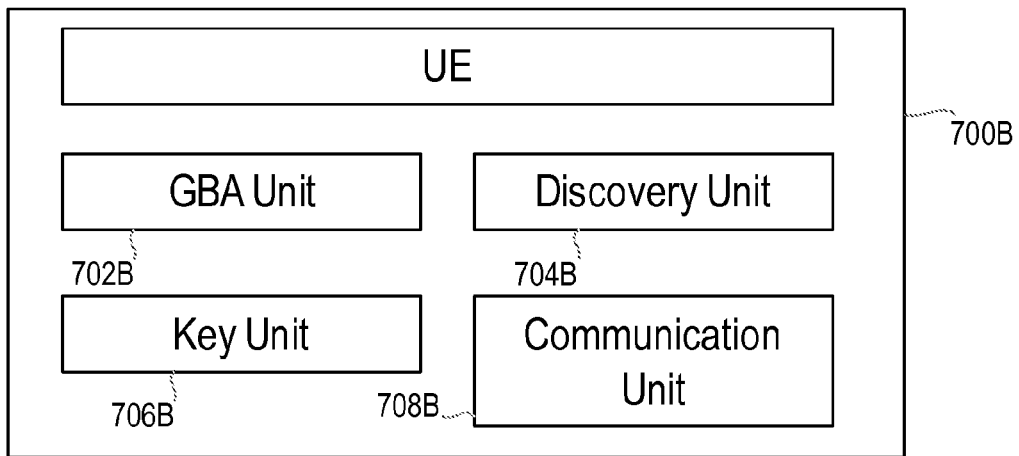 UE
700B
GBA Unit
Discovery Unit
702B
704B
Key Unit
Communication
Unit
706B
708B